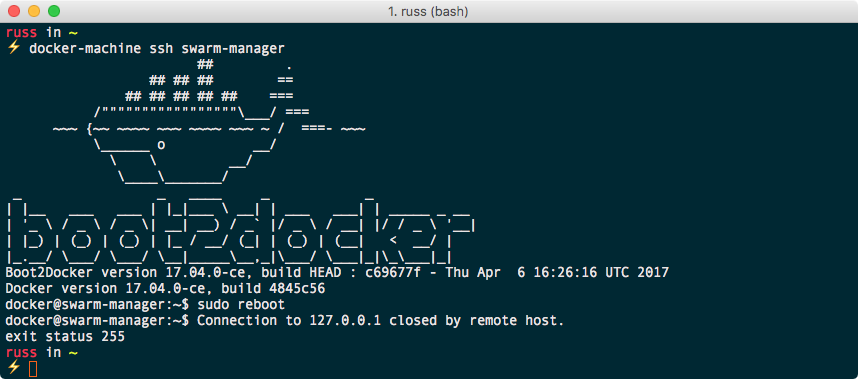 1. russ (bash)
russ in ~
⚡ docker-machine ssh swarm-manager
                        ##         .
                  ## ## ##        ==
               ## ## ## ## ##    ===
           /"""""""""""""""""\___/ ===
      ~~~ {~~ ~~~~ ~~~ ~~~~ ~~~ ~ /  ===- ~~~
           \______ o           __/
             \    \         __/
              \____\_______/
 _                 _   ____     _            _
| |__   ___   ___ | |_|___ \ __| | ___   ___| | _____ _ __
| '_ \ / _ \ / _ \| __| __) / _` |/ _ \ / __| |/ / _ \ '__|
| |_) | (_) | (_) | |_ / __/ (_| | (_) | (__|   <  __/ |
|_.__/ \___/ \___/ \__|_____\__,_|\___/ \___|_|\_\___|_|
Boot2Docker version 17.04.0-ce, build HEAD : c69677f - Thu Apr  6 16:26:16 UTC 2017
Docker version 17.04.0-ce, build 4845c56
docker@swarm-manager:~$ sudo reboot
docker@swarm-manager:~$ Connection to 127.0.0.1 closed by remote host.
exit status 255
russ in ~
⚡